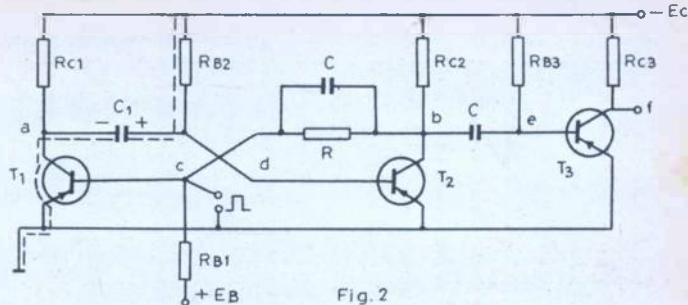 − Ec
RC1
RB2
C
RC2
RB3
RC3
a
− C1 +
b
C
e
f
R
T1
c
d
T2
T3
RB1
+ EB
Fig. 2